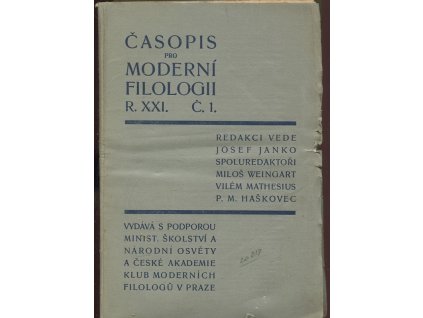 ČASOPIS
PRO
MODERNÍ
FILOLOGII
R. XXI. Č. 1.
REDAKCI VEDE
JOSEF JANKO
SPOLUREDAKTOŘI
MILOŠ WEINGART
VILÉM MATHESIUS
P. M. HAŠKOVEC
VYDÁVÁ S PODPOROU
MINIST. ŠKOLSTVÍ A
NÁRODNÍ OSVĚTY
A ČESKÉ AKADEMIE
KLUB MODERNÍCH
FILOLOGŮ V PRAZE